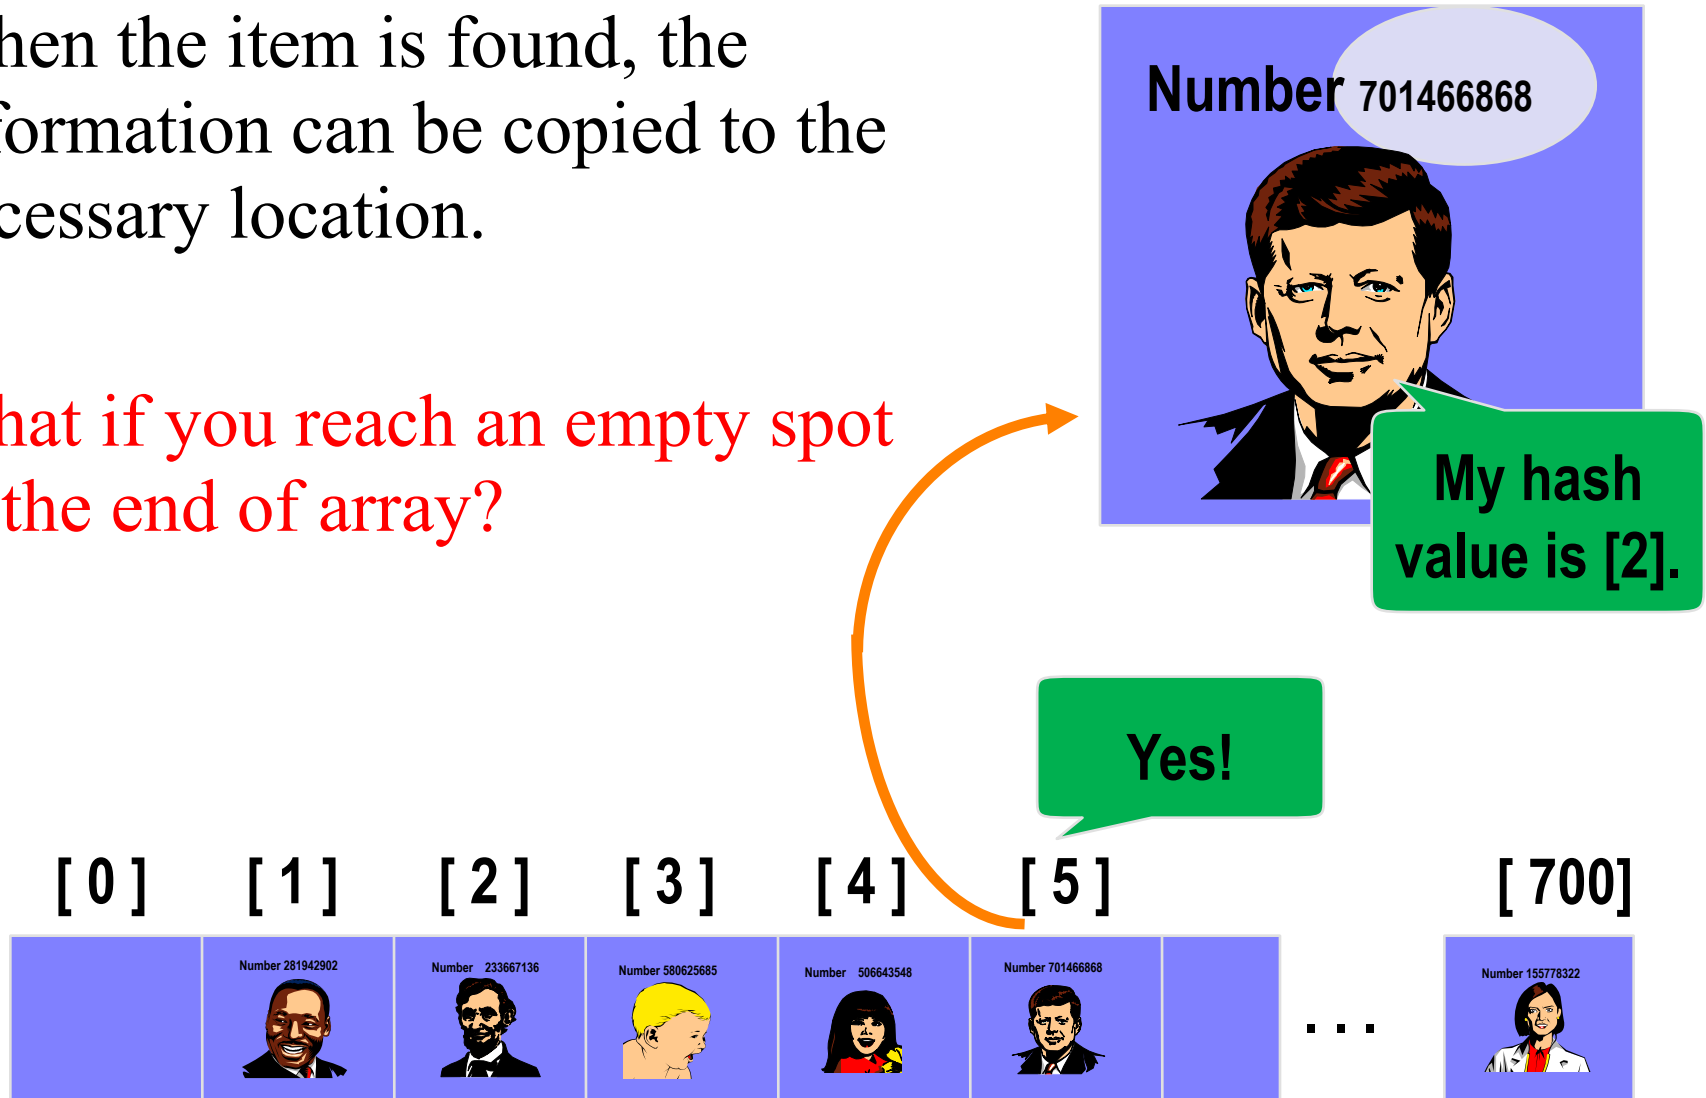 hen the item is found, the
formation can be copied to the
cessary location.
hat if you reach an empty spot
the end of array?
Number 701466868
My hash
value is [2].
Yes!
[ 0 ] [ 1 ] [ 2 ] [ 3 ] [ 4 ] [ 5 ] [ 700]
Number 281942902 Number 233667136 Number 580625685 Number 506643548 Number 701466868 Number 155778322
. . .